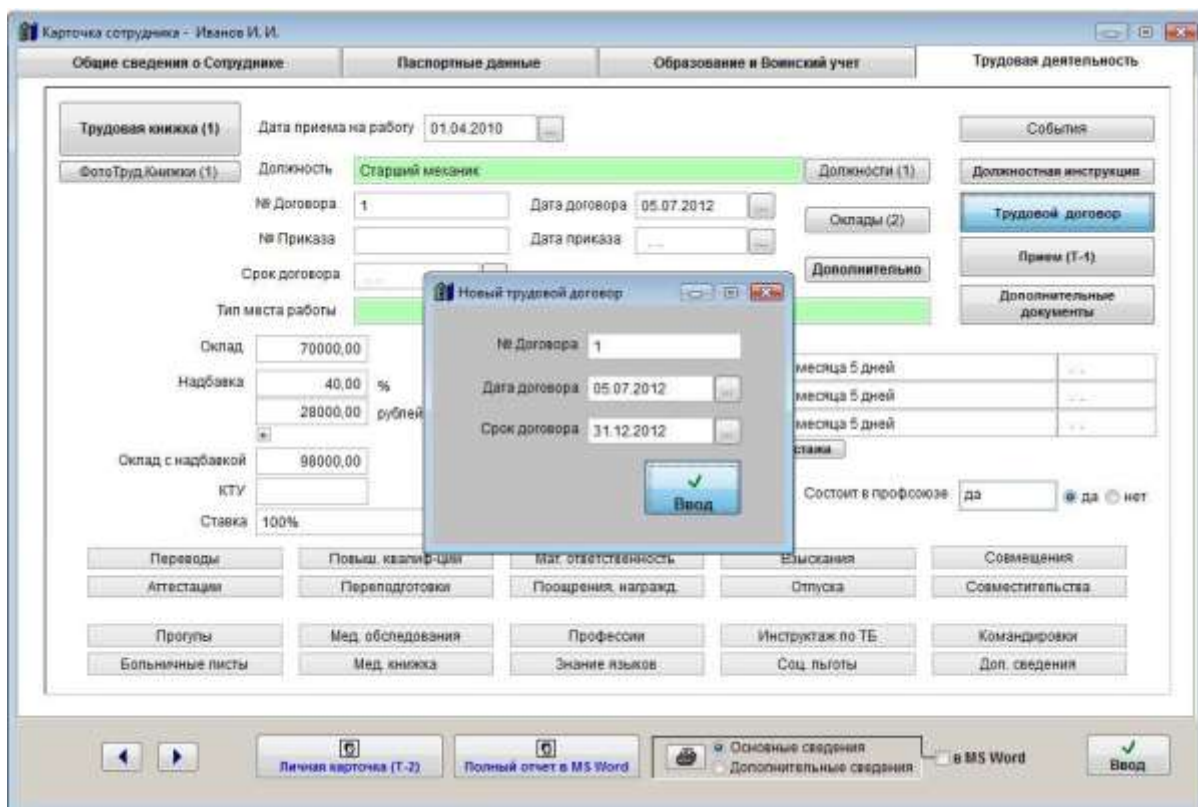 Карточка сотрудника - Иванов И. И.
Общие сведения о Сотруднике
Паспортные данные
Образование и Воинский учет
Трудовая деятельность
Трудовая книжка (1)
Дата приема на работу 01.04.2010 ...
События
ФотоТруд.Книжки (1)
Должность Старший механик
Должности (1)
Должностная инструкция
№ Договора 1
Дата договора 05.07.2012 ...
Оклады (2)
Трудовой договор
№ Приказа
Дата приказа . . ...
Прием (Т-1)
Срок договора . .
Дополнительно
Дополнительные документы
Тип места работы
Новый трудовой договор
№ Договора 1
Дата договора 05.07.2012 ...
Срок договора 31.12.2012 ...
Ввод
Оклад 70000,00
месяца 5 дней . .
Надбавка 40,00 %
месяца 5 дней . .
28000,00 рублей
месяца 5 дней . .
+
стажа
Оклад с надбавкой 98000,00
КТУ
Состоит в профсоюзе да да нет
Ставка 100%
Переводы
Повыш. квалиф-ции
Мат. ответственность
Взыскания
Совмещения
Аттестации
Переподготовки
Поощрения, награжд.
Отпуска
Совместительства
Прогулы
Мед. обследования
Профессии
Инструктаж по ТБ
Командировки
Больничные листы
Мед. книжка
Знание языков
Соц. льготы
Доп. сведения
Личная карточка (Т-2)
Полный отчет в MS Word
Основные сведения
Дополнительные сведения
в MS Word
Ввод